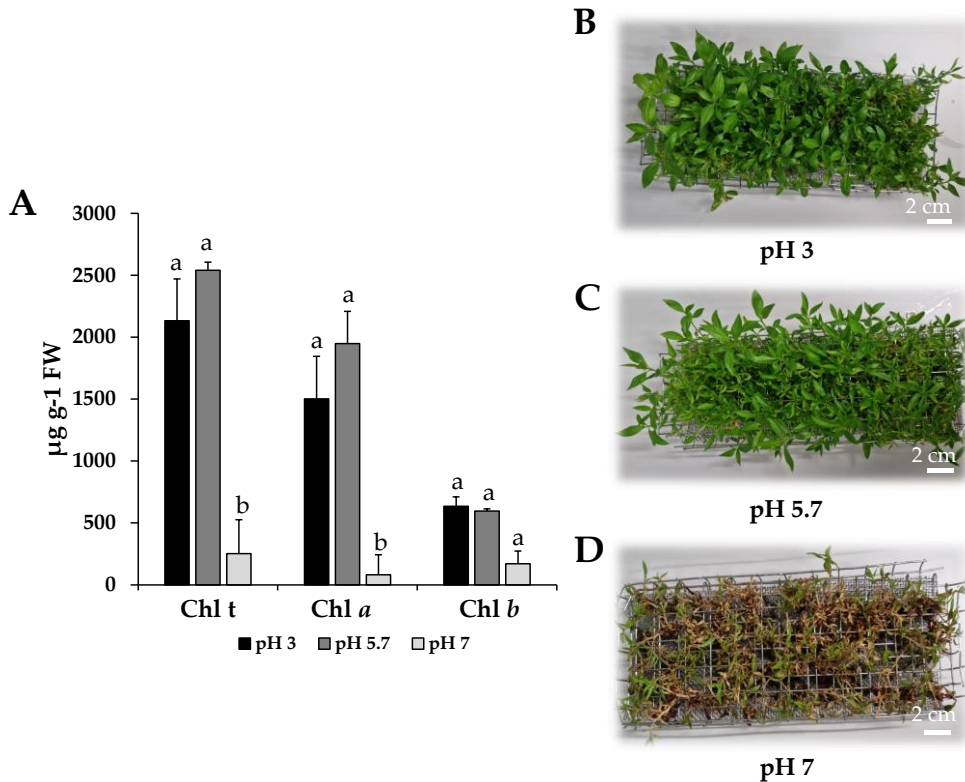 A
3000
2500
2000
1500
1000
500
0
µg g-1 FW
a
a
b
a
a
b
a
a
a
Chl t
Chl a
Chl b
pH 3
pH 5.7
pH 7
B
2 cm
pH 3
C
2 cm
pH 5.7
D
2 cm
pH 7